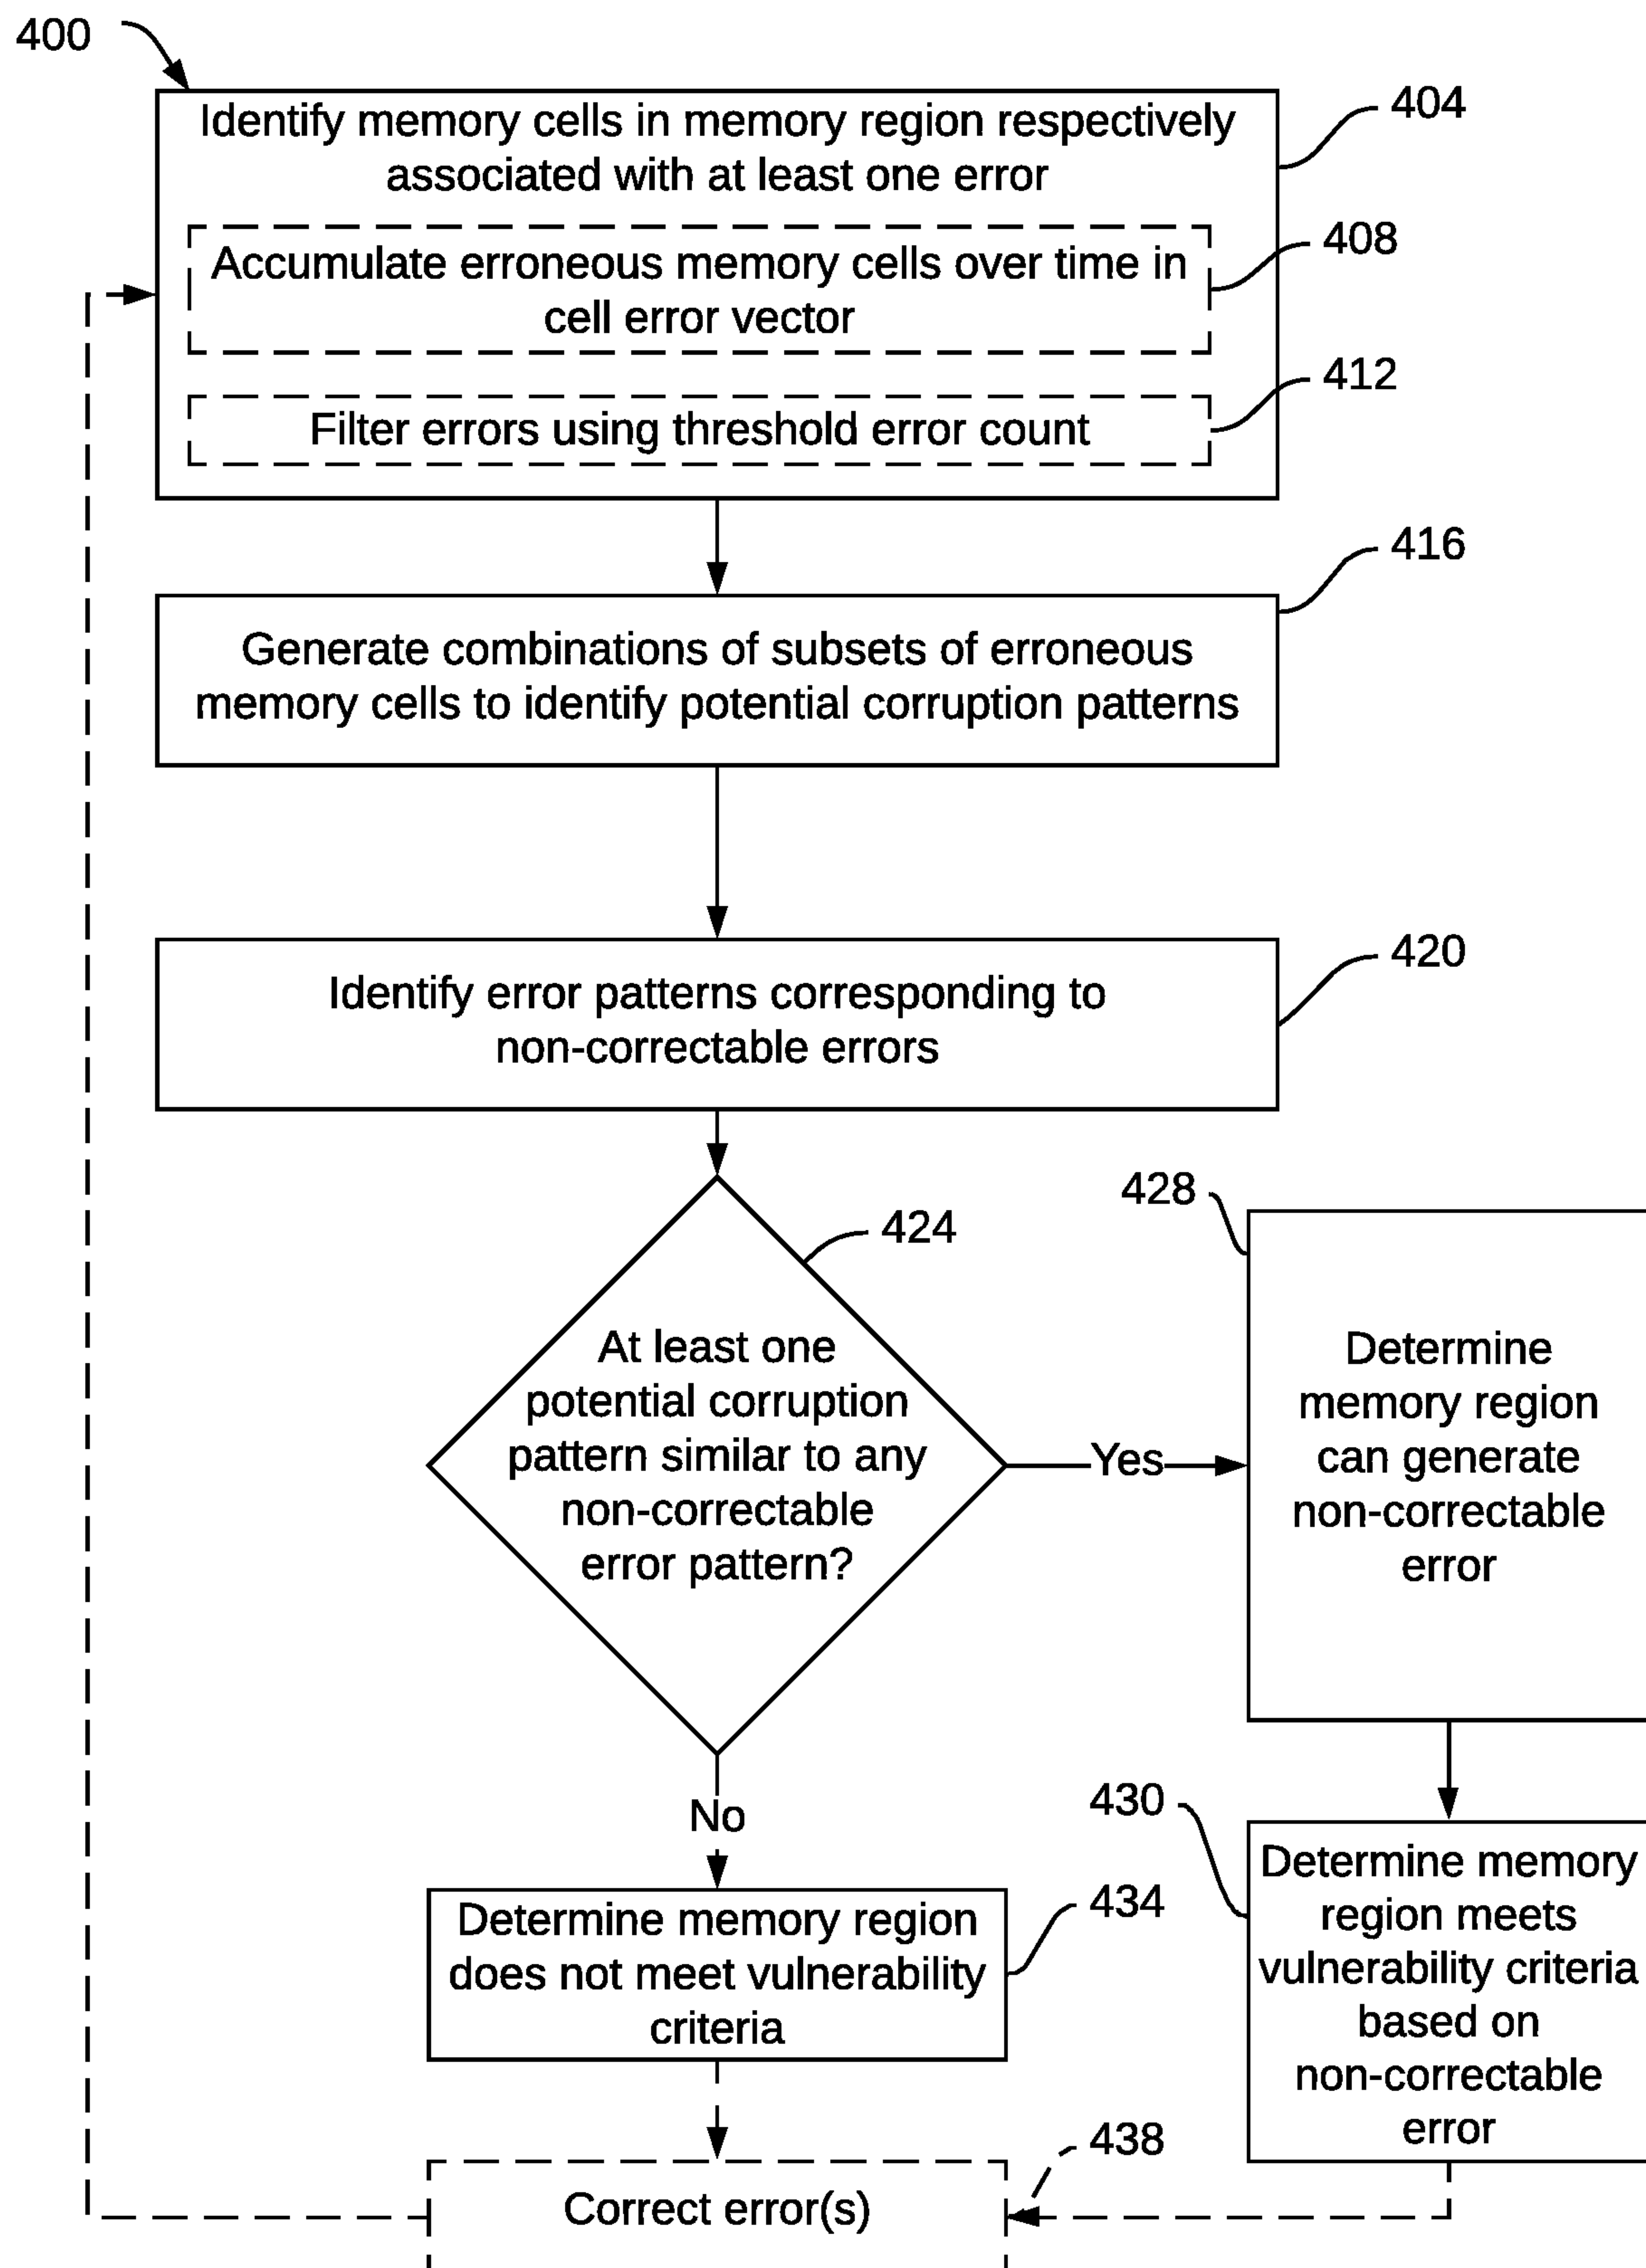 400
Identify memory cells in memory region respectively
associated with at least one error
404
Accumulate erroneous memory cells over time in
cell error vector
408
Filter errors using threshold error count
412
Generate combinations of subsets of erroneous
memory cells to identify potential corruption patterns
416
Identify error patterns corresponding to
non-correctable errors
420
At least one
potential corruption
pattern similar to any
non-correctable
error pattern?
424
Yes
428
Determine
memory region
can generate
non-correctable
error
No
430
Determine memory
region meets
vulnerability criteria
based on
non-correctable
error
Determine memory region
does not meet vulnerability
criteria
434
438
Correct error(s)